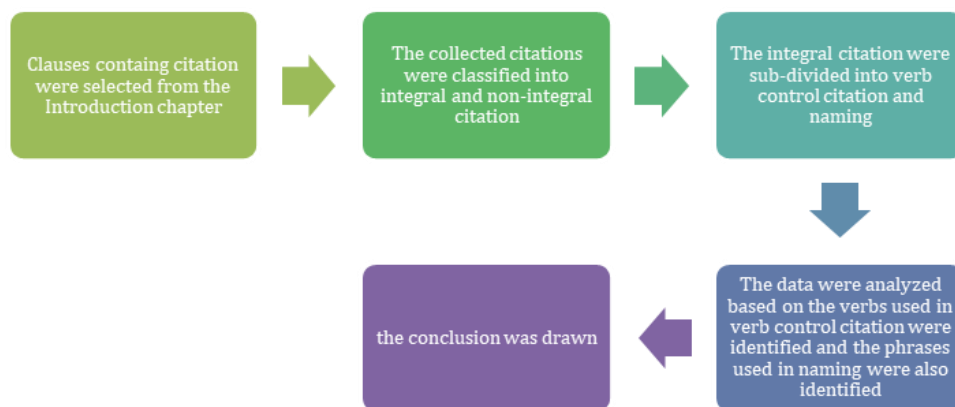 Clauses containg citation
were selected from the
Introduction chapter
The collected citations
were classified into
integral and non-integral
citation
The integral citation were
sub-divided into verb
control citation and
naming
The data were analyzed
based on the verbs used in
verb control citation were
identified and the phrases
used in naming were also
identified
the conclusion was drawn